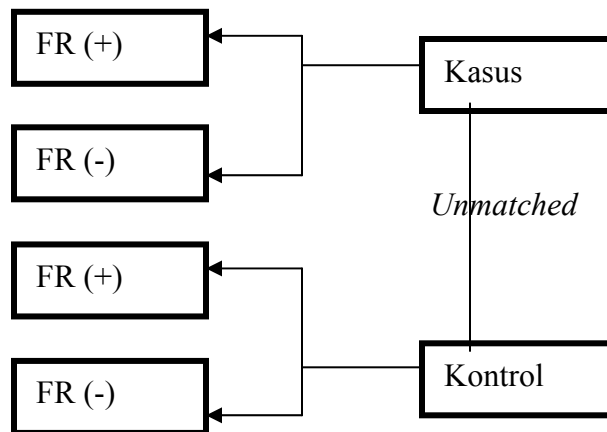 FR (+)
Kasus
FR (-)
Unmatched
FR (+)
Kontrol
FR (-)